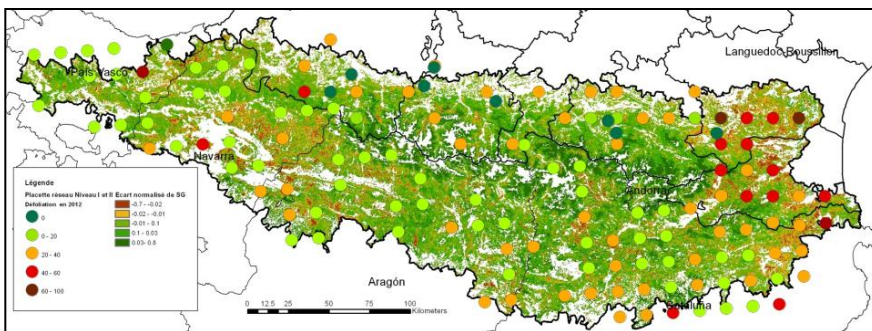 Languedoc-Roussillon
País Vasco
Navarra
Andorra
Aragón
Cataluña
Légende
Placette réseau Niveau I et II
Défoliation en 2012
0
0 - 20
20 - 40
40 - 60
60 - 100
Ecart normalisé de SG
-0.7 - -0.02
-0.02 - -0.01
-0.01 - 0.1
0.1 - 0.03
0.03- 0.8
0 12.5 25 50 75 100
Kilometers